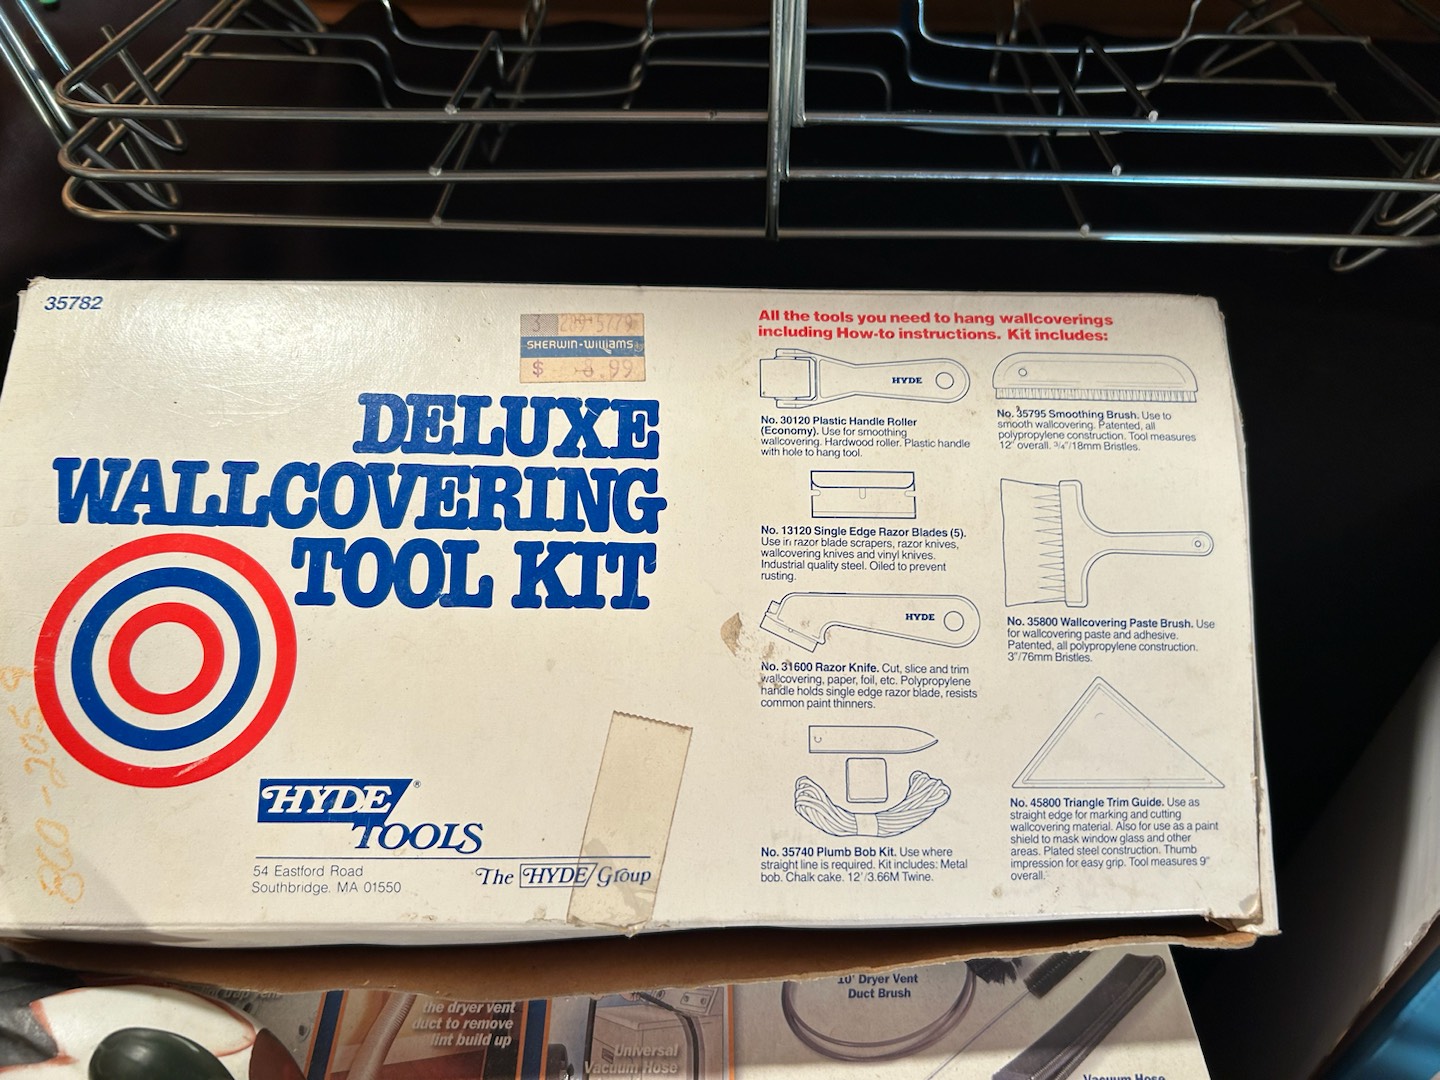 35782
3 289-5779
SHERWIN-WILLIAMS®
$ 8.99
DELUXE
WALLCOVERING
TOOL KIT
HYDE®
TOOLS
54 Eastford Road
Southbridge, MA 01550
The HYDE Group
All the tools you need to hang wallcoverings
including How-to instructions. Kit includes:
HYDE
No. 30120 Plastic Handle Roller
(Economy). Use for smoothing
wallcovering. Hardwood roller. Plastic handle
with hole to hang tool.
No. 13120 Single Edge Razor Blades (5).
Use in razor blade scrapers, razor knives,
wallcovering knives and vinyl knives.
Industrial quality steel. Oiled to prevent
rusting.
HYDE
No. 31600 Razor Knife. Cut, slice and trim
wallcovering, paper, foil, etc. Polypropylene
handle holds single edge razor blade, resists
common paint thinners.
No. 35740 Plumb Bob Kit. Use where
straight line is required. Kit includes: Metal
bob. Chalk cake. 12'/3.66M Twine.
No. 35795 Smoothing Brush. Use to
smooth wallcovering. Patented, all
polypropylene construction. Tool measures
12" overall. 3/4"/18mm Bristles.
No. 35800 Wallcovering Paste Brush. Use
for wallcovering paste and adhesive.
Patented, all polypropylene construction.
3"/76mm Bristles.
No. 45800 Triangle Trim Guide. Use as
straight edge for marking and cutting
wallcovering material. Also for use as a paint
shield to mask window glass and other
areas. Plated steel construction. Thumb
impression for easy grip. Tool measures 9"
overall.
the dryer vent
duct to remove
lint build up
Universal
Vacuum Hose
10' Dryer Vent
Duct Brush
Vacuum Hose